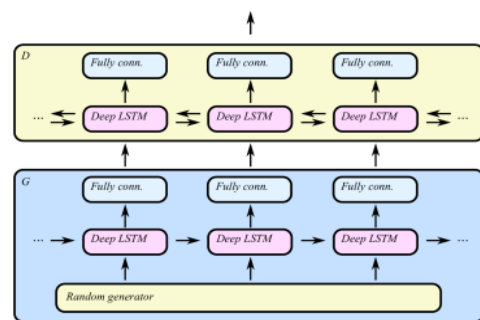 D
Fully conn. Fully conn. Fully conn.
... Deep LSTM Deep LSTM Deep LSTM ...
G
Fully conn. Fully conn. Fully conn.
... Deep LSTM Deep LSTM Deep LSTM ...
Random generator